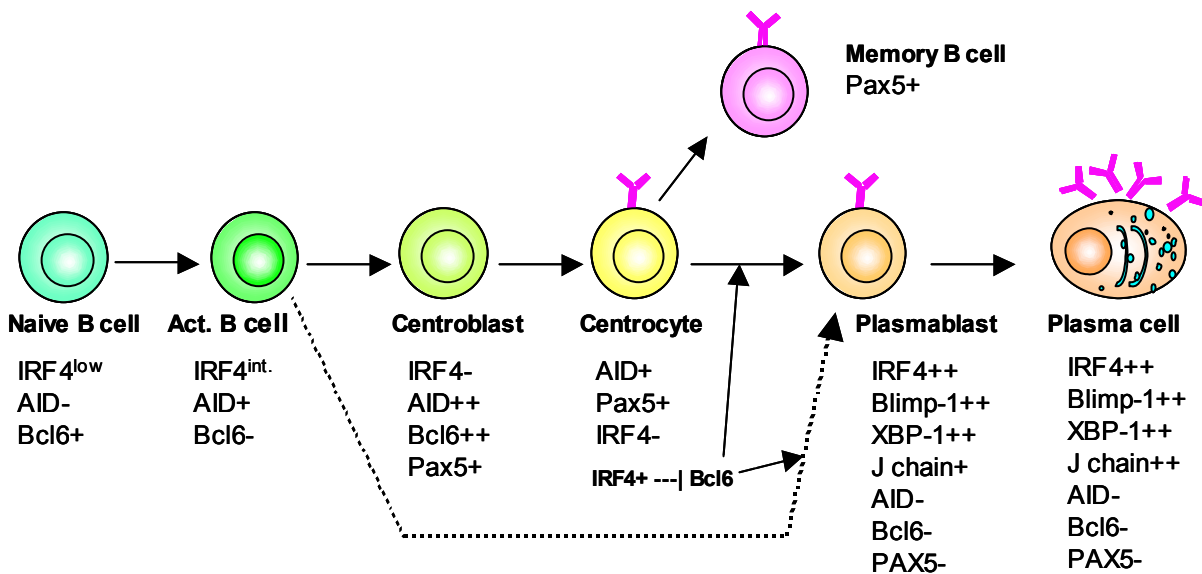 Memory B cell
Pax5+
Naive B cell
IRF4low
AID-
Bcl6+
Act. B cell
IRF4int.
AID+
Bcl6-
Centroblast
IRF4-
AID++
Bcl6++
Pax5+
Centrocyte
AID+
Pax5+
IRF4-
IRF4+ ---| Bcl6
Plasmablast
IRF4++
Blimp-1++
XBP-1++
J chain+
AID-
Bcl6-
PAX5-
Plasma cell
IRF4++
Blimp-1++
XBP-1++
J chain++
AID-
Bcl6-
PAX5-